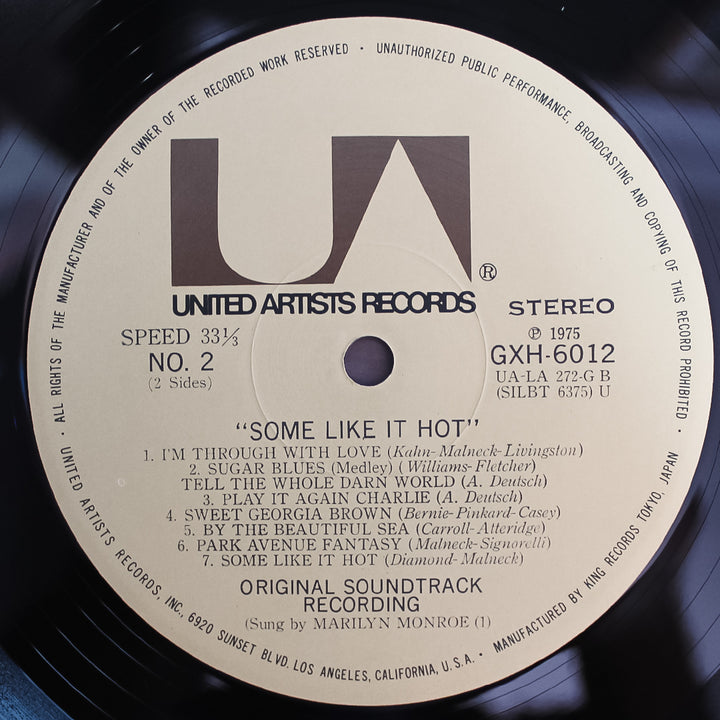 · ALL RIGHTS OF THE MANUFACTURER AND OF THE OWNER OF THE RECORDED WORK RESERVED · UNAUTHORIZED PUBLIC PERFORMANCE, BROADCASTING AND COPYING OF THIS RECORD PROHIBITED ·
UA®
UNITED ARTISTS RECORDS
STEREO
SPEED 33⅓
NO. 2
(2 Sides)
Ⓟ 1975
GXH-6012
UA-LA 272-G B
(SILBT 6375) U
"SOME LIKE IT HOT"
1. I'M THROUGH WITH LOVE (Kahn-Malneck-Livingston)
2. SUGAR BLUES (Medley) (Williams-Fletcher)
TELL THE WHOLE DARN WORLD (A. Deutsch)
3. PLAY IT AGAIN CHARLIE (A. Deutsch)
4. SWEET GEORGIA BROWN (Bernie-Pinkard-Casey)
5. BY THE BEAUTIFUL SEA (Carroll-Atteridge)
6. PARK AVENUE FANTASY (Malneck-Signorelli)
7. SOME LIKE IT HOT (Diamond-Malneck)
ORIGINAL SOUNDTRACK
RECORDING
(Sung by MARILYN MONROE (1)
UNITED ARTISTS RECORDS, INC., 6920 SUNSET BLVD. LOS ANGELES, CALIFORNIA, U.S.A. · MANUFACTURED BY KING RECORDS TOKYO, JAPAN